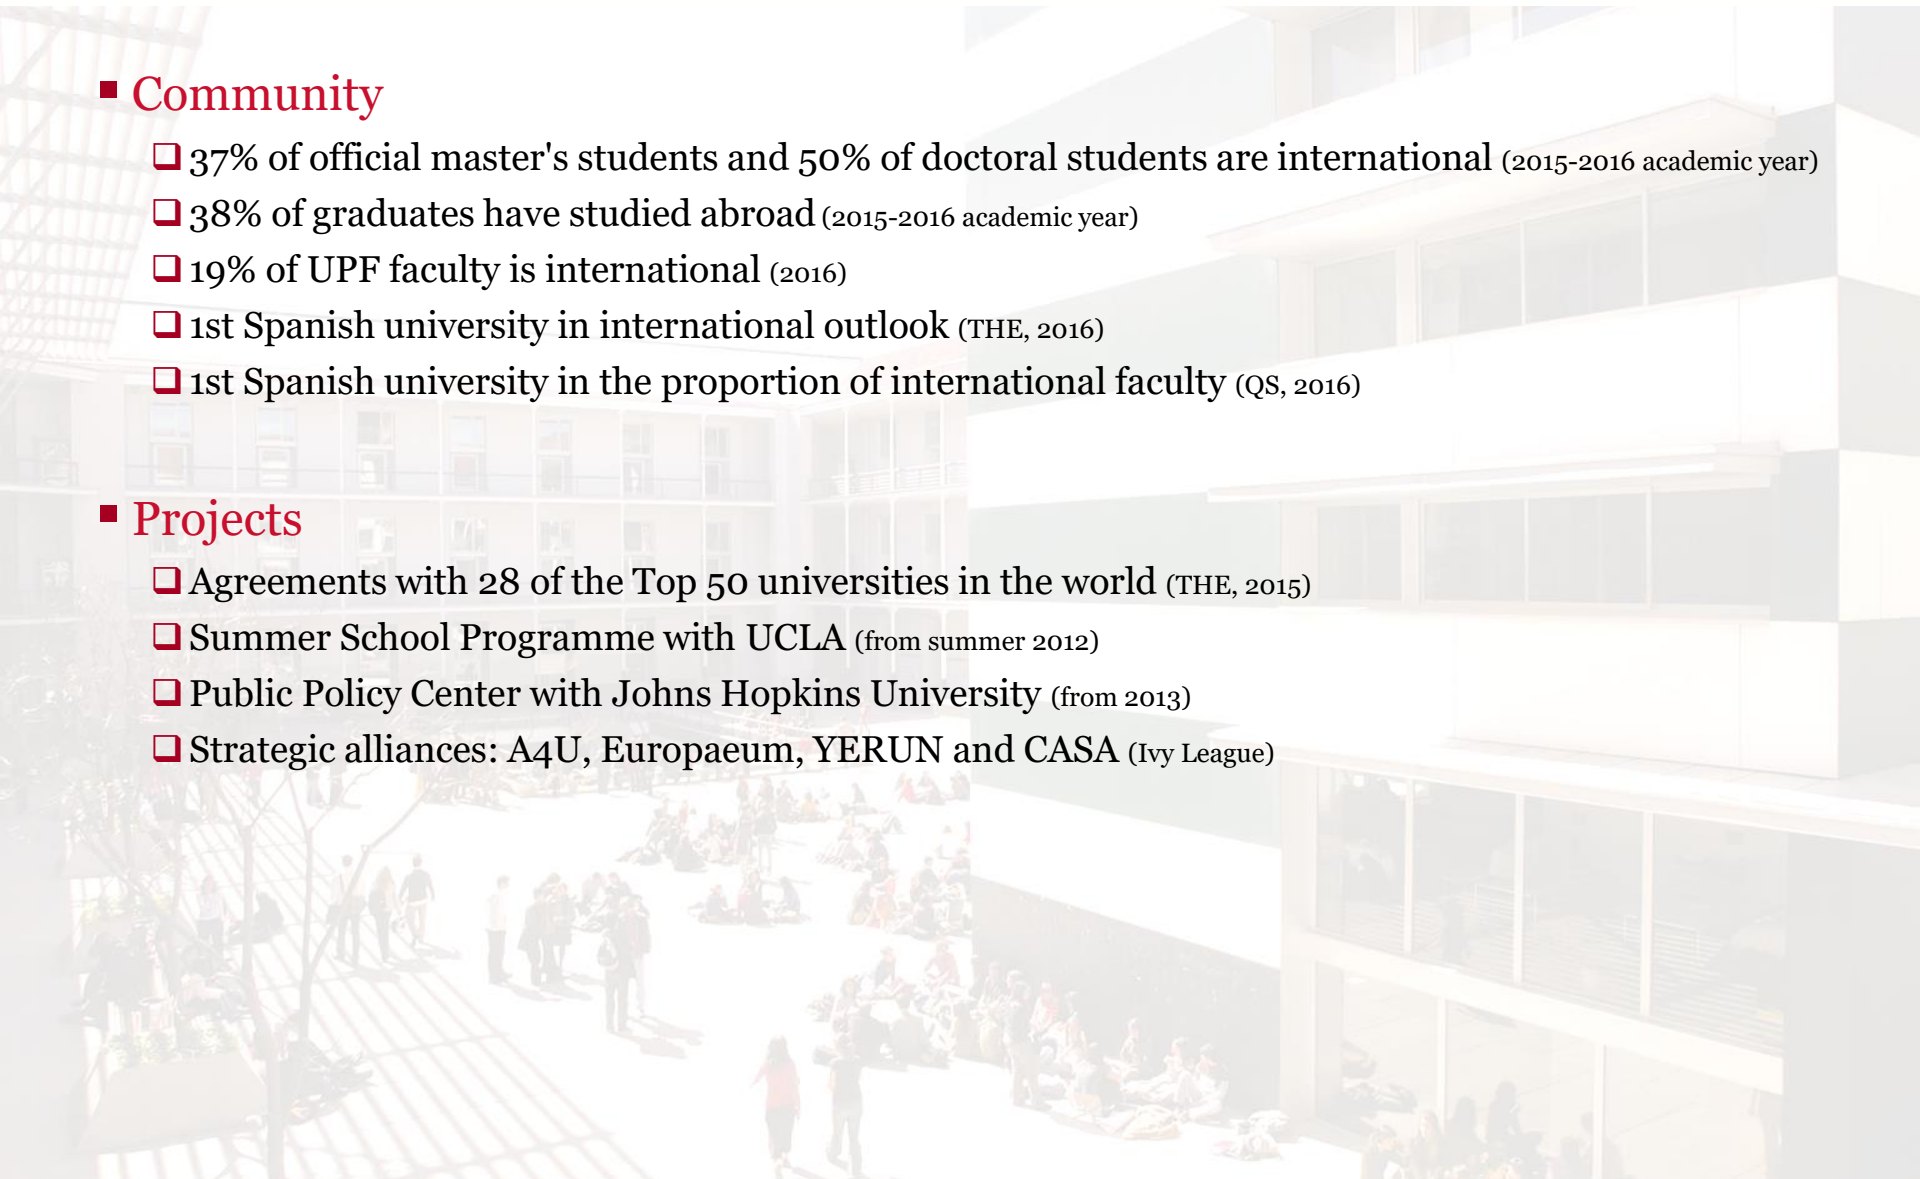 Community
37% of official master's students and 50% of doctoral students are international (2015-2016 academic year)
38% of graduates have studied abroad (2015-2016 academic year)
19% of UPF faculty is international (2016)
1st Spanish university in international outlook (THE, 2016)
1st Spanish university in the proportion of international faculty (QS, 2016)
Projects
Agreements with 28 of the Top 50 universities in the world (THE, 2015)
Summer School Programme with UCLA (from summer 2012)
Public Policy Center with Johns Hopkins University (from 2013)
Strategic alliances: A4U, Europaeum, YERUN and CASA (Ivy League)